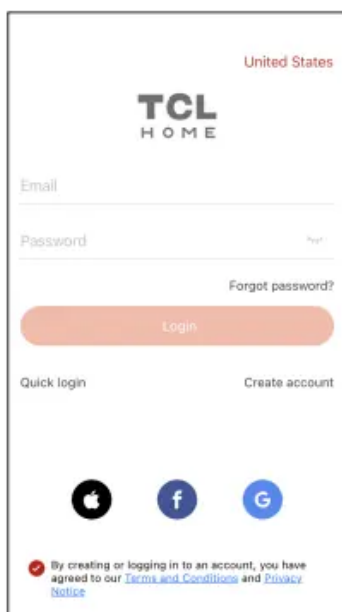 United States
TCL
HOME
Email
Password
Forgot password?
Login
Quick login
Create account
f
G
By creating or logging in to an account, you have
agreed to our Terms and Conditions and Privacy
Notice